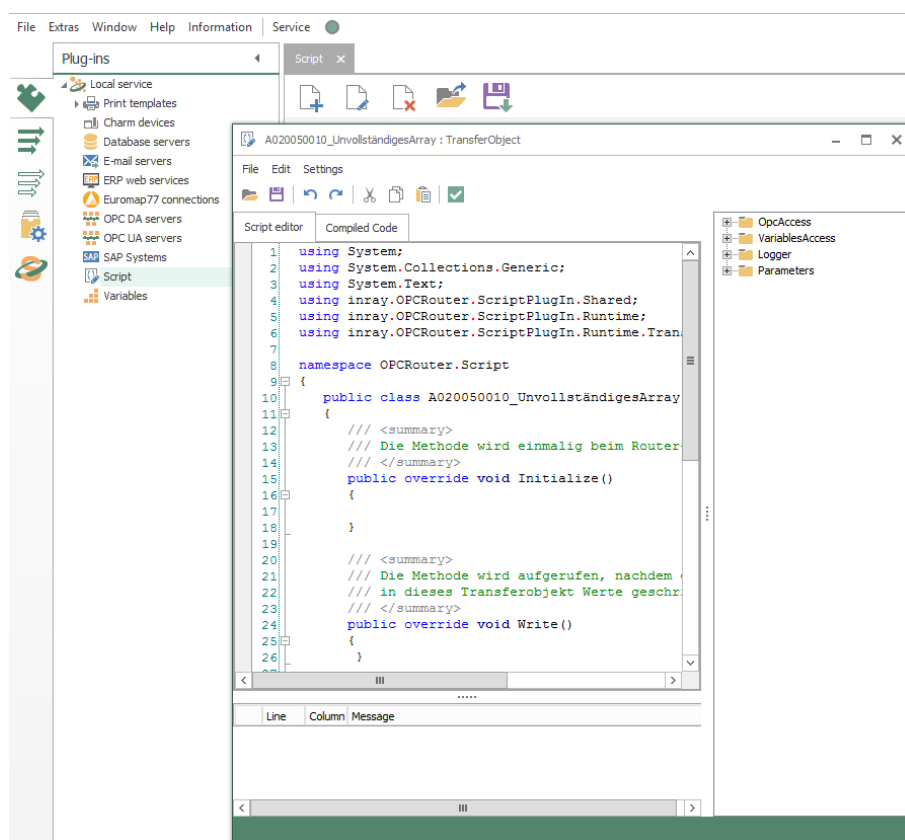 File Extras Window Help Information Service
Plug-ins
Script
Local service
Print templates
Charm devices
Database servers
E-mail servers
ERP ERP web services
Euromap77 connections
OPC DA servers
OPC UA servers
SAP SAP Systems
Script
Variables
A020050010_UnvollständigesArray : TransferObject
File Edit Settings
Script editor Compiled Code
1 using System;
2 using System.Collections.Generic;
3 using System.Text;
4 using inray.OPCRouter.ScriptPlugIn.Shared;
5 using inray.OPCRouter.ScriptPlugIn.Runtime;
6 using inray.OPCRouter.ScriptPlugIn.Runtime.Tran
7
8 namespace OPCRouter.Script
9 {
10 public class A020050010_UnvollständigesArray
11 {
12 /// <summary>
13 /// Die Methode wird einmalig beim Router
14 /// </summary>
15 public override void Initialize()
16 {
17
18 }
19
20 /// <summary>
21 /// Die Methode wird aufgerufen, nachdem
22 /// in dieses Transferobjekt Werte geschr
23 /// </summary>
24 public override void Write()
25 {
26 }
OpcAccess
VariablesAccess
Logger
Parameters
Line Column Message